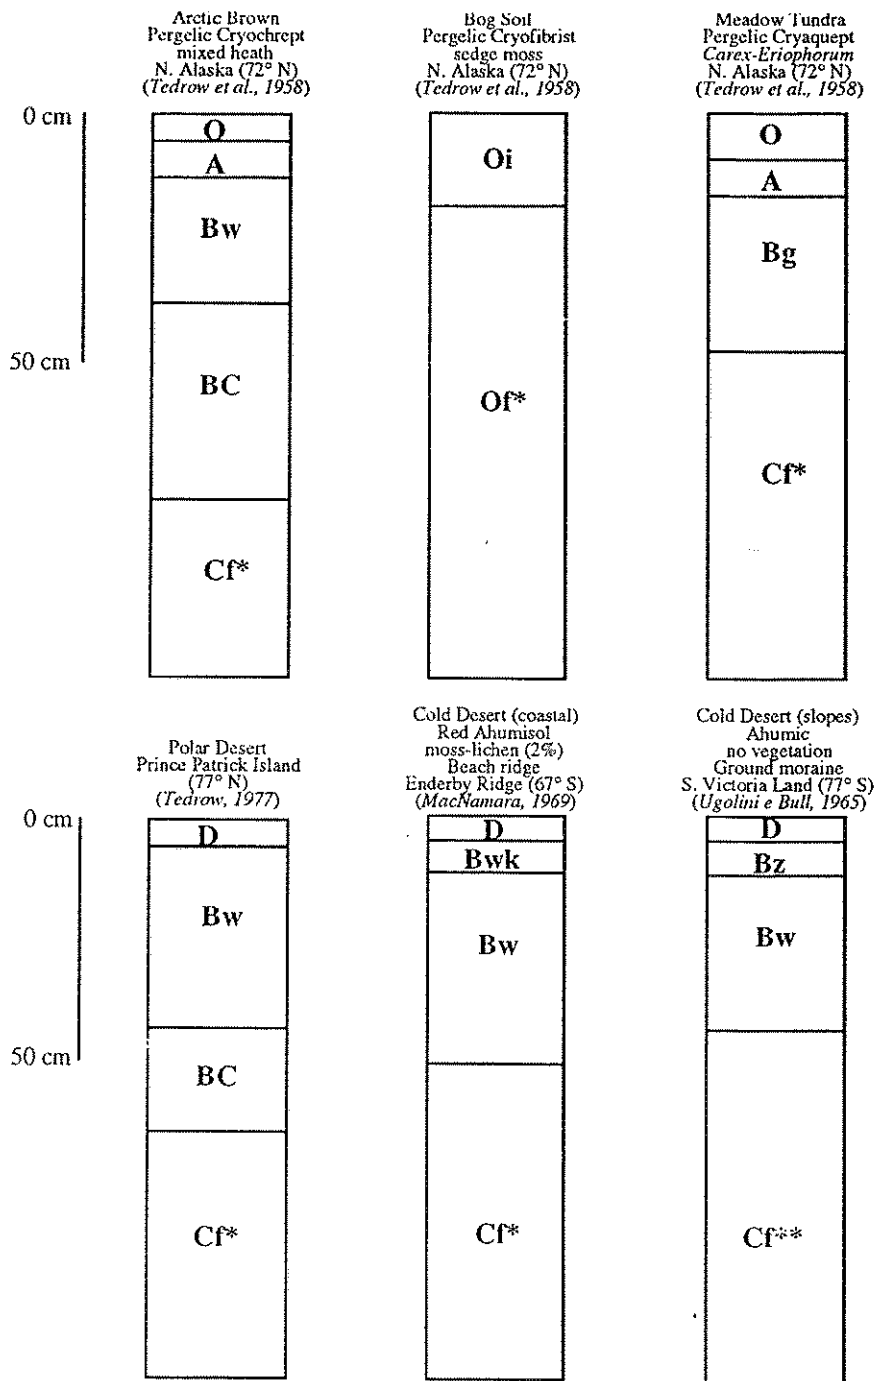 Arctic Brown
Pergelic Cryochrept
mixed heath
N. Alaska (72° N)
(Tedrow et al., 1958)
Bog Soil
Pergelic Cryofibrist
sedge moss
N. Alaska (72° N)
(Tedrow et al., 1958)
Meadow Tundra
Pergelic Cryaquept
Carex-Eriophorum
N. Alaska (72° N)
(Tedrow et al., 1958)
0 cm
50 cm
O
A
Bw
BC
Cf*
Oi
Of*
O
A
Bg
Cf*
Polar Desert
Prince Patrick Island
(77° N)
(Tedrow, 1977)
Cold Desert (coastal)
Red Ahumisol
moss-lichen (2%)
Beach ridge
Enderby Ridge (67° S)
(MacNamara, 1969)
Cold Desert (slopes)
Ahumic
no vegetation
Ground moraine
S. Victoria Land (77° S)
(Ugolini e Bull, 1965)
0 cm
50 cm
D
Bw
BC
Cf*
D
Bwk
Bw
Cf*
D
Bz
Bw
Cf**